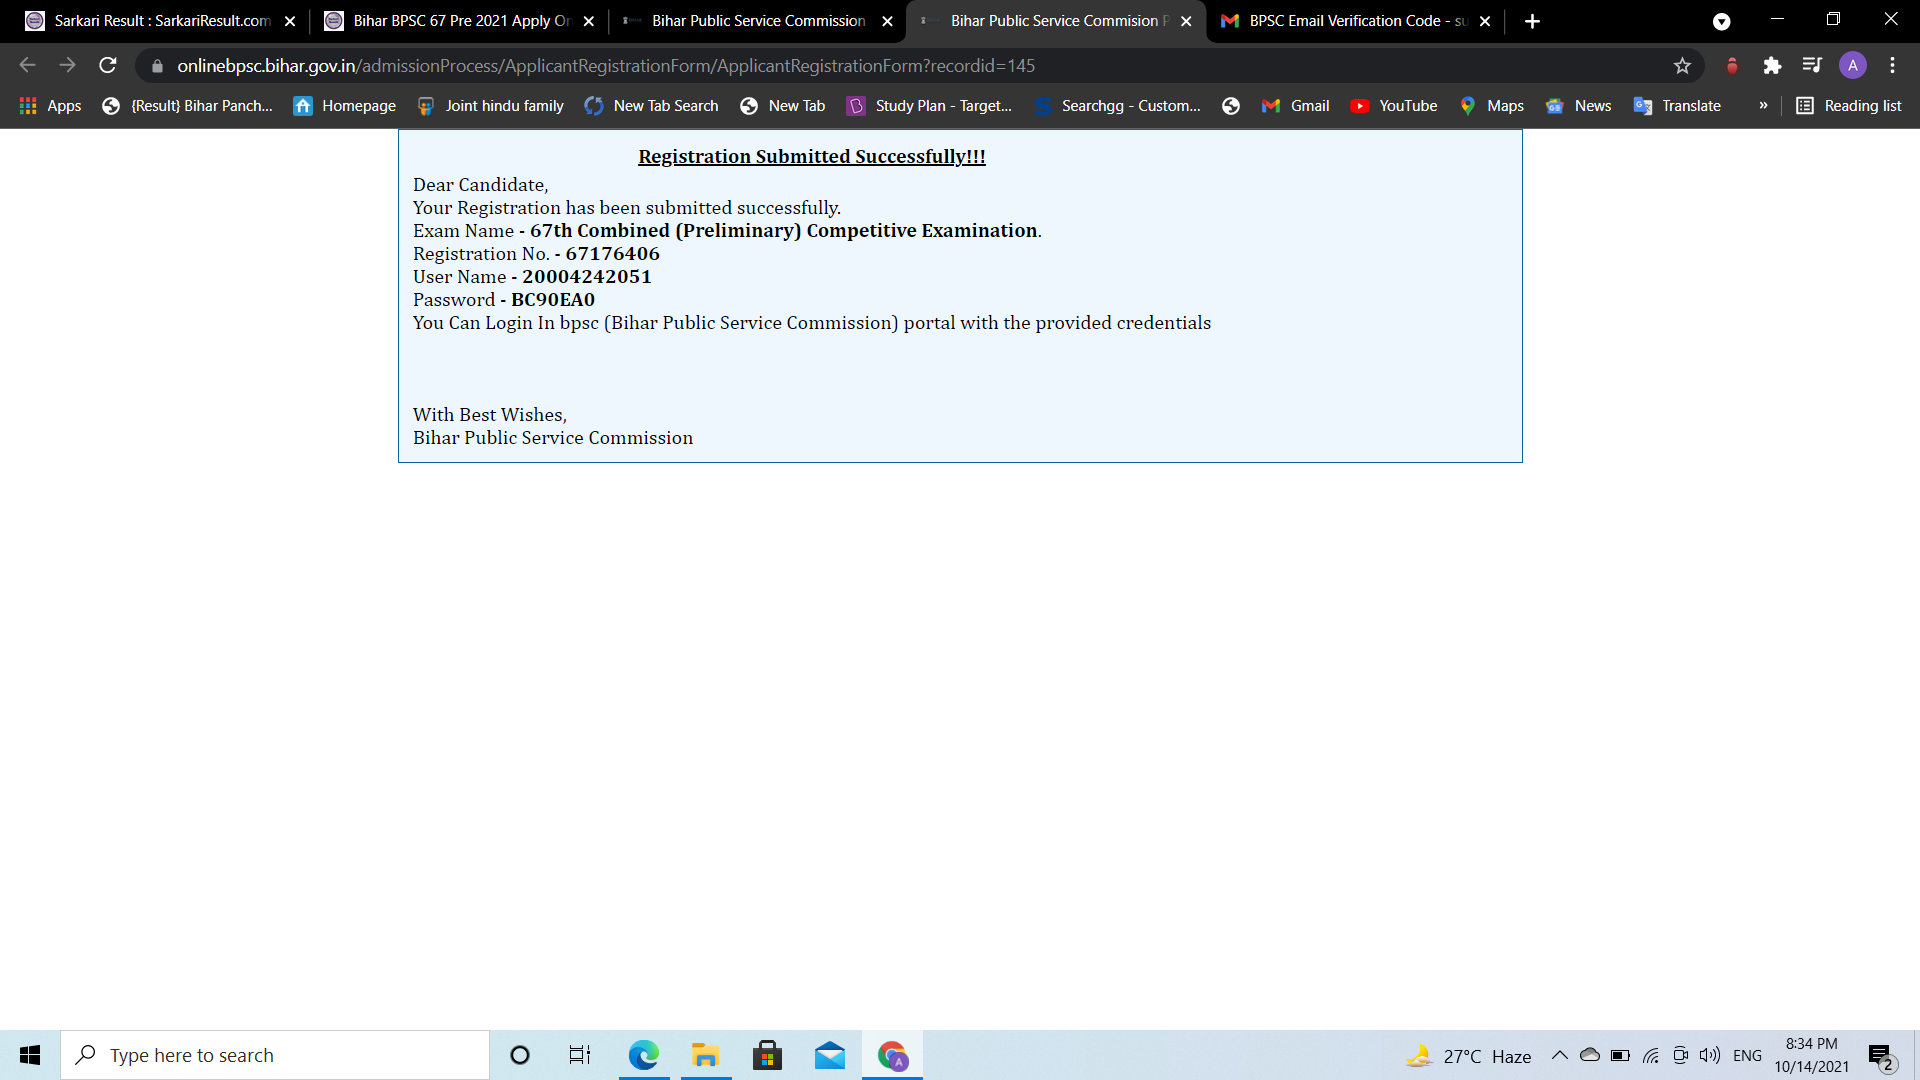 Sarkari Result : SarkariResult.com
Bihar BPSC 67 Pre 2021 Apply On
Bihar Public Service Commission
Bihar Public Service Commision P
BPSC Email Verification Code - su
onlinebpsc.bihar.gov.in/admissionProcess/ApplicantRegistrationForm/ApplicantRegistrationForm?recordid=145
A
Apps
{Result} Bihar Panch...
Homepage
Joint hindu family
New Tab Search
New Tab
Study Plan - Target...
Searchgg - Custom...
Gmail
YouTube
Maps
News
Translate
»
Reading list
Registration Submitted Successfully!!!
Dear Candidate,
Your Registration has been submitted successfully.
Exam Name - 67th Combined (Preliminary) Competitive Examination.
Registration No. - 67176406
User Name - 20004242051
Password - BC90EA0
You Can Login In bpsc (Bihar Public Service Commission) portal with the provided credentials
With Best Wishes,
Bihar Public Service Commission
Type here to search
A
27°C Haze
ENG
8:34 PM
10/14/2021
2